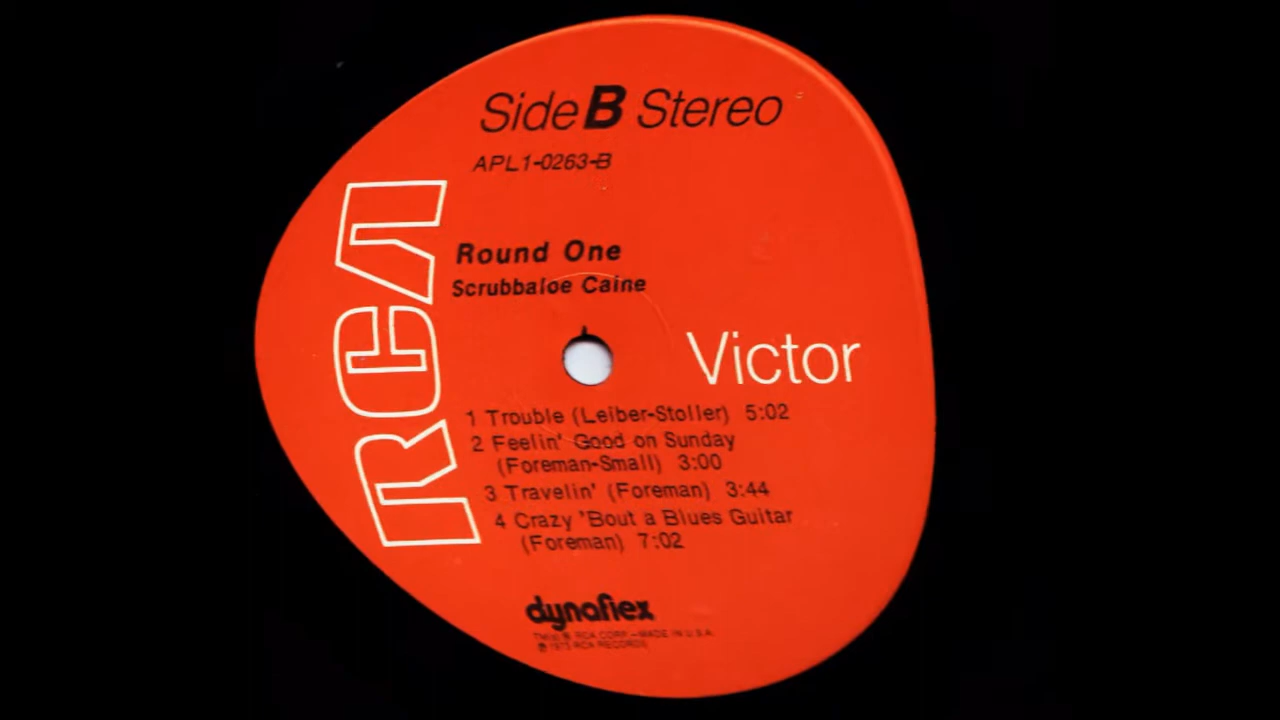 Side B Stereo
APL1-0263-B
RCA
Round One
Scrubbaloe Caine
Victor
1 Trouble (Leiber-Stoller) 5:02
2 Feelin' Good on Sunday
(Foreman-Small) 3:00
3 Travelin' (Foreman) 3:44
4 Crazy 'Bout a Blues Guitar
(Foreman) 7:02
dynaflex
TM(s) ® RCA CORP.—MADE IN U.S.A.
℗ 1973 RCA RECORDS